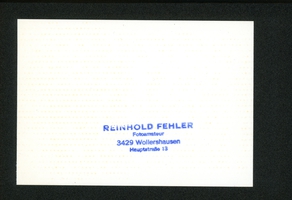 REINHOLD FEHLER
Fotoamateur
3429 Wollershausen
Hauptstraße 13